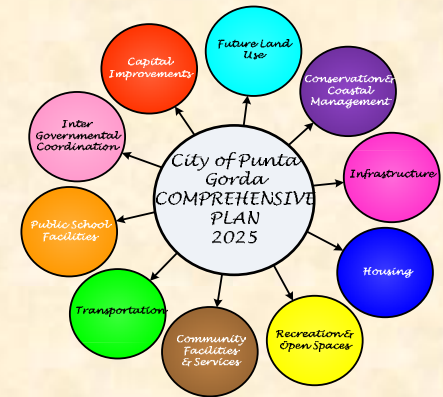 Future Land
Use
Capital
Improvements
Conservation &
Coastal
Management
Inter
Governmental
Coordination
City of Punta
Gorda
COMPREHENSIVE
PLAN
2025
Infrastructure
Public School
Facilities
Housing
Transportation
Recreation &
Open Spaces
Community
Facilities
& Services